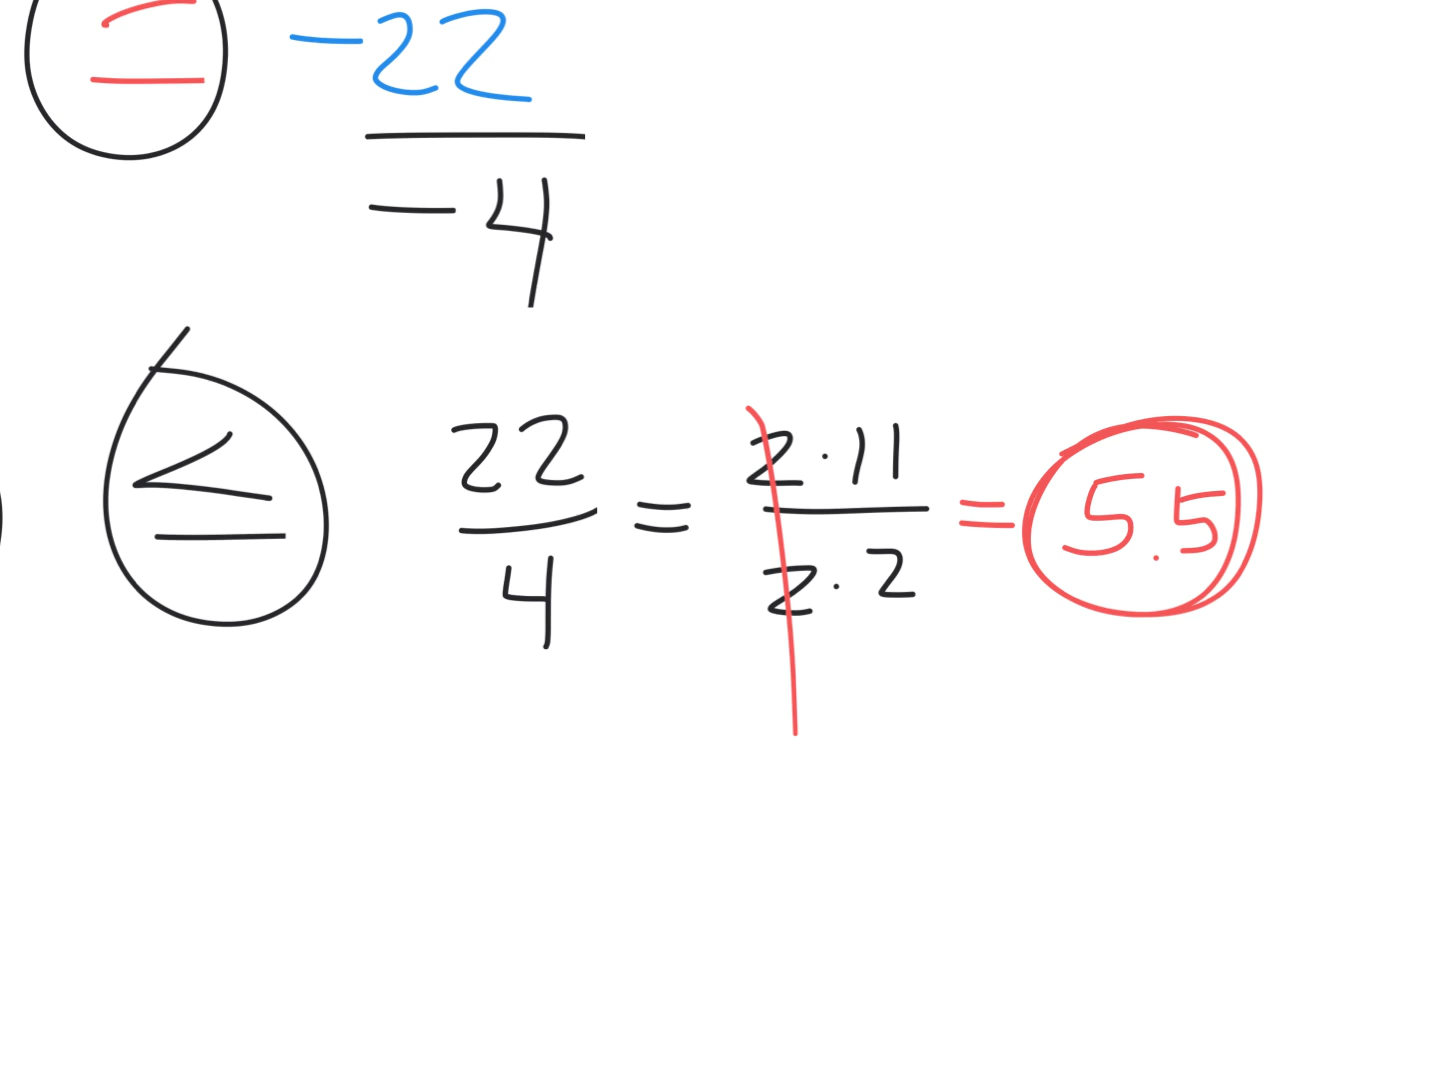 -22
-4
≤ 22/4 = 2·11/2·2 = 5.5